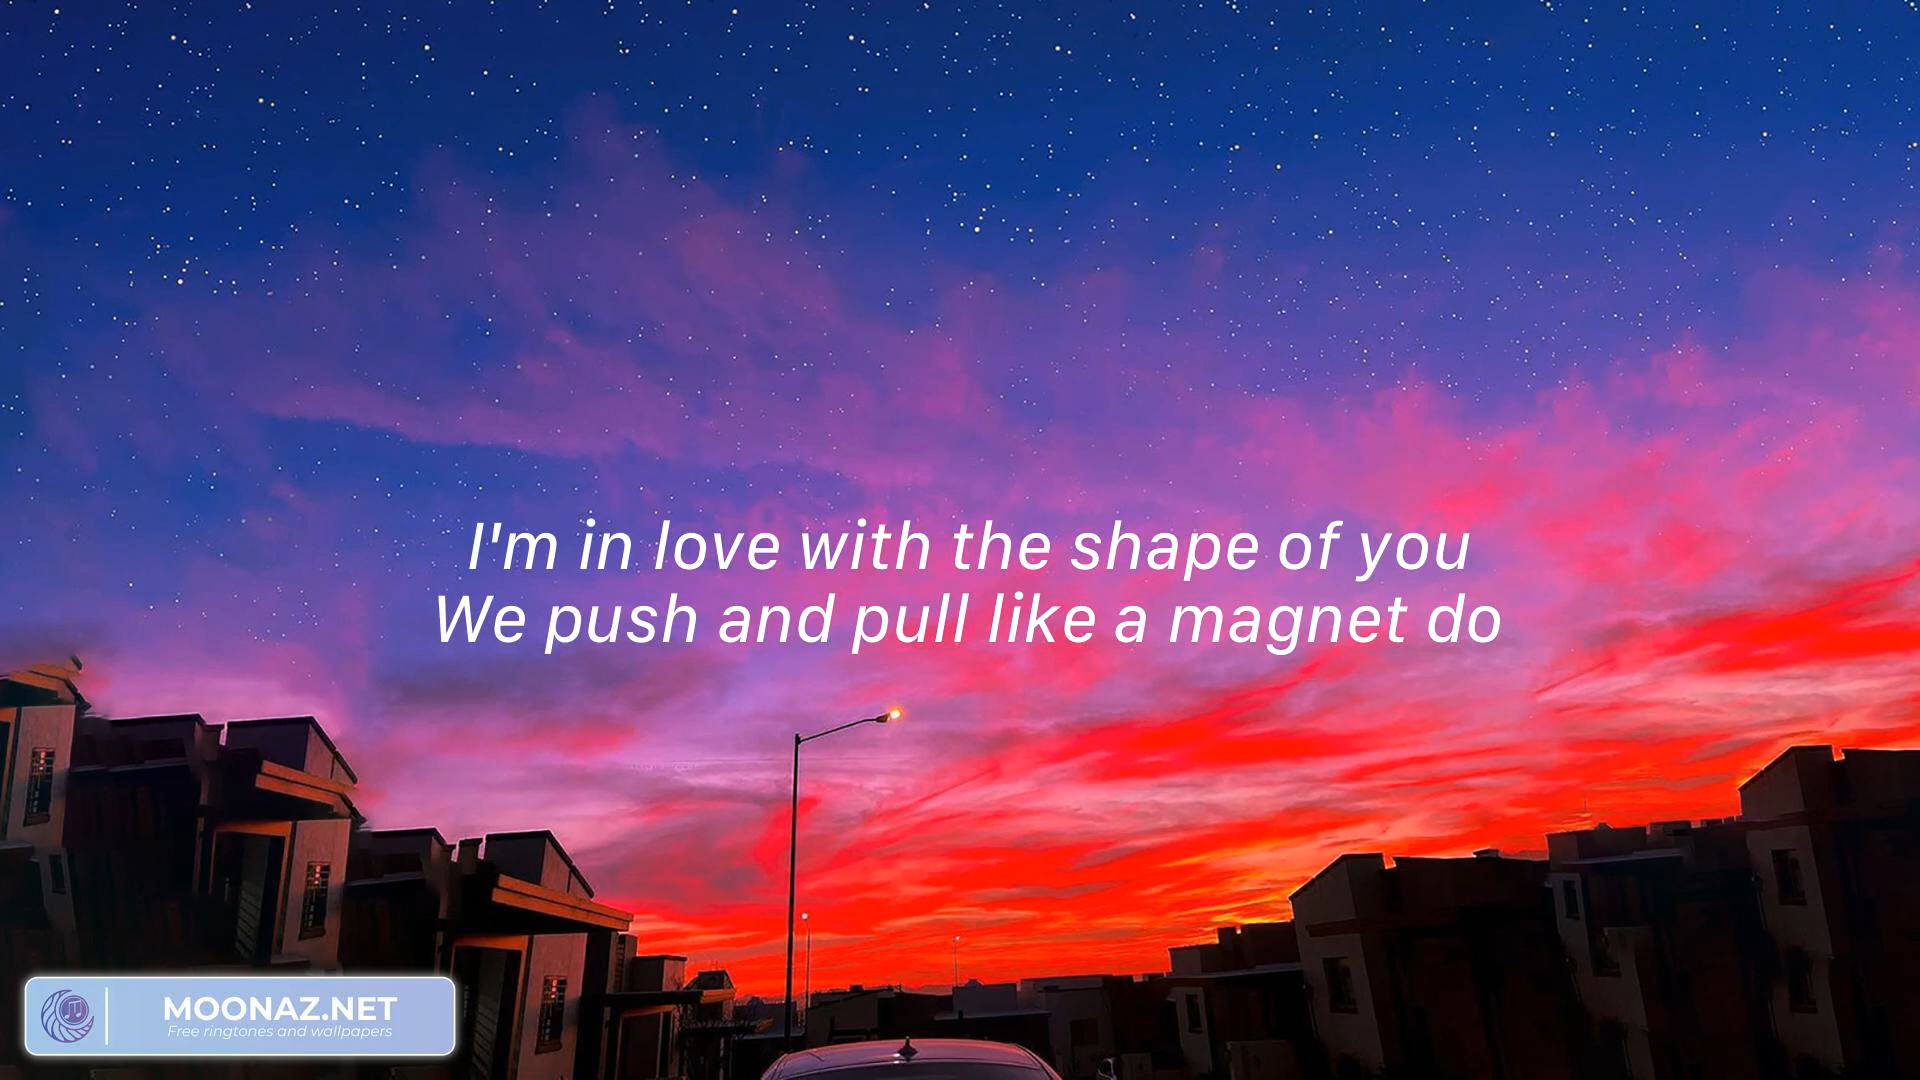 I'm in love with the shape of you
We push and pull like a magnet do
MOONAZ.NET
Free ringtones and wallpapers